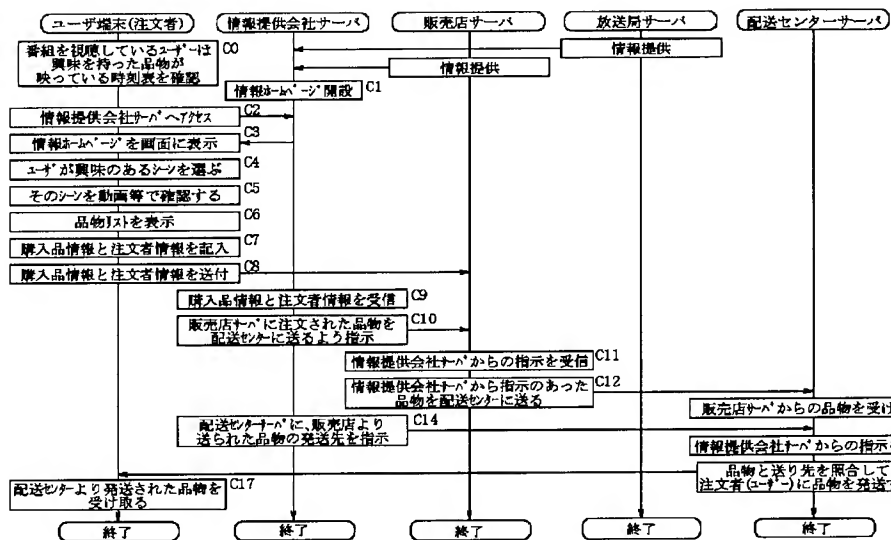 ユーザ端末(注文者)
情報提供会社サーバ
販売店サーバ
放送局サーバ
配送センターサーバ
番組を視聴しているユーザーは
興味を持った品物が
映っている時刻表を確認
C0
情報提供
情報提供
情報ホームページ開設
C1
情報提供会社サーバへアクセス
C2
情報ホームページを画面に表示
C3
ユーザが興味のあるシーンを選ぶ
C4
そのシーンを動画等で確認する
C5
品物リストを表示
C6
購入品情報と注文者情報を記入
C7
購入品情報と注文者情報を送付
C8
購入品情報と注文者情報を受信
C9
販売店サーバに注文された品物を
配送センターに送るよう指示
C10
情報提供会社サーバからの指示を受信
C11
情報提供会社サーバから指示のあった
品物を配送センターに送る
C12
販売店サーバからの品物を受け
配送センターサーバに、販売店より
送られた品物の発送先を指示
C14
情報提供会社サーバからの指示
品物と送り先を照合して
注文者(ユーザー)に品物を発送す
配送センターより発送された品物を
受け取る
C17
終了
終了
終了
終了
終了